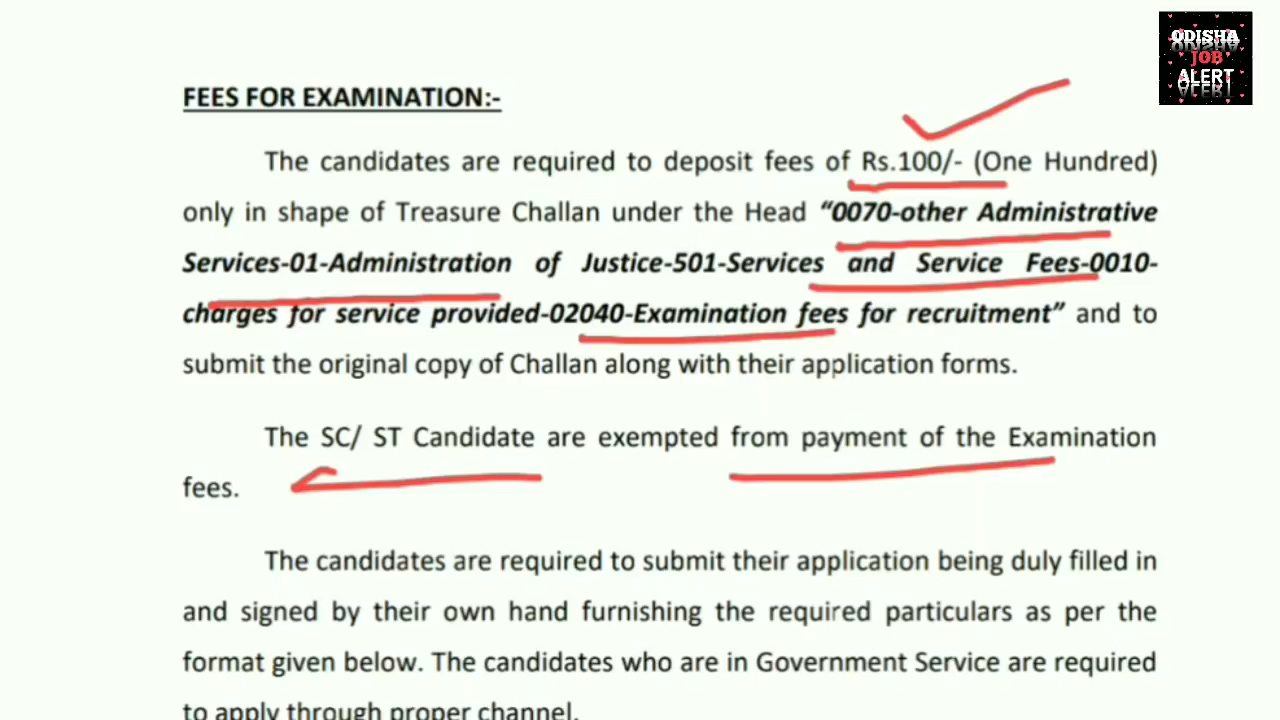 ODISHA
JOB
ALERT
FEES FOR EXAMINATION:-
The candidates are required to deposit fees of Rs.100/- (One Hundred)
only in shape of Treasure Challan under the Head “0070-other Administrative
Services-01-Administration of Justice-501-Services and Service Fees-0010-
charges for service provided-02040-Examination fees for recruitment” and to
submit the original copy of Challan along with their application forms.
The SC/ ST Candidate are exempted from payment of the Examination
fees.
The candidates are required to submit their application being duly filled in
and signed by their own hand furnishing the required particulars as per the
format given below. The candidates who are in Government Service are required
to apply through proper channel.